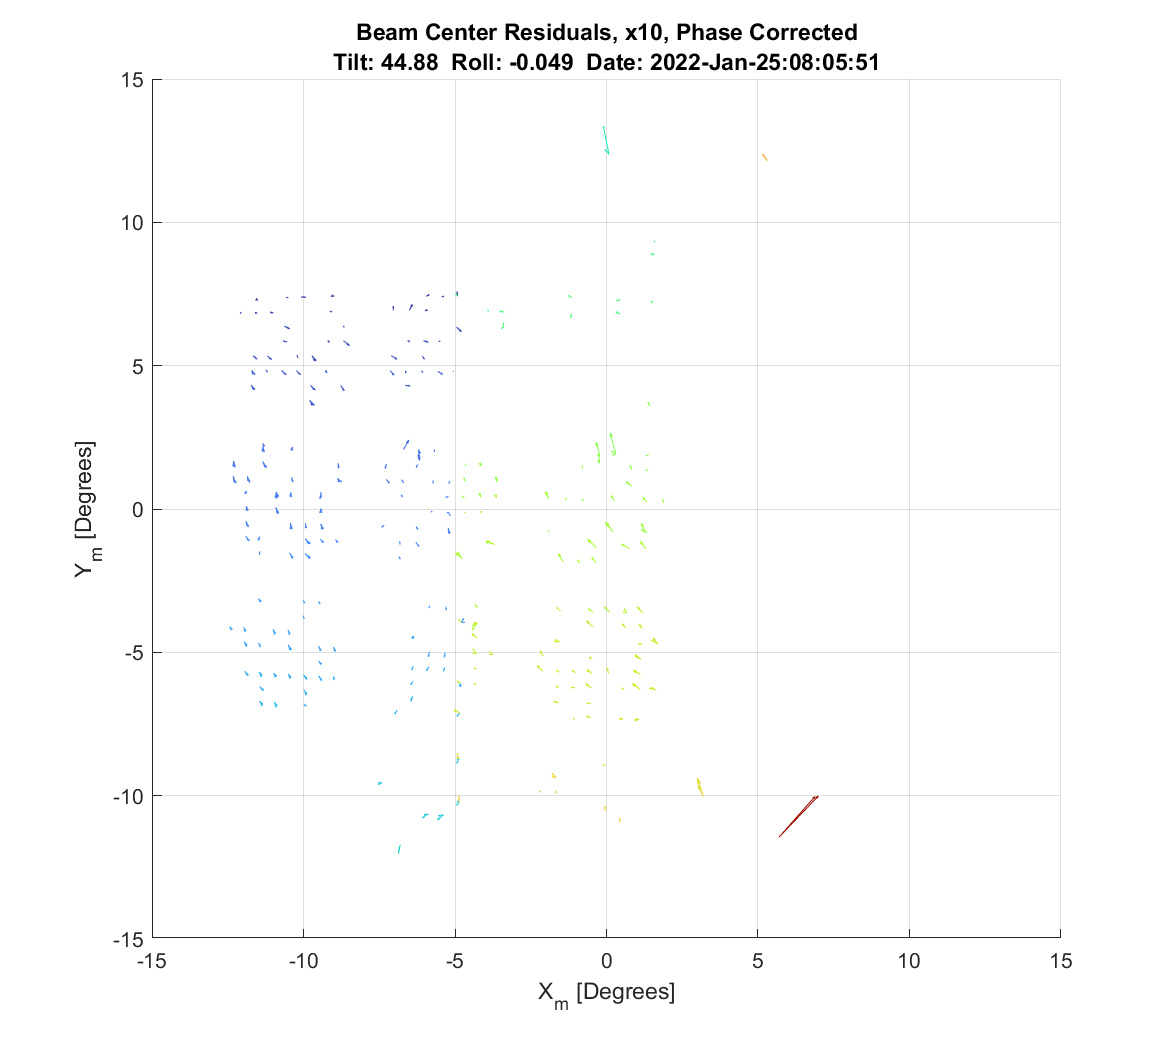 Beam Center Residuals, x10, Phase Corrected
Tilt: 44.88 Roll: -0.049 Date: 2022-Jan-25:08:05:51
15
10
5
0
-5
-10
-15
Y_m [Degrees]
-15 -10 -5 0 5 10 15
X_m [Degrees]